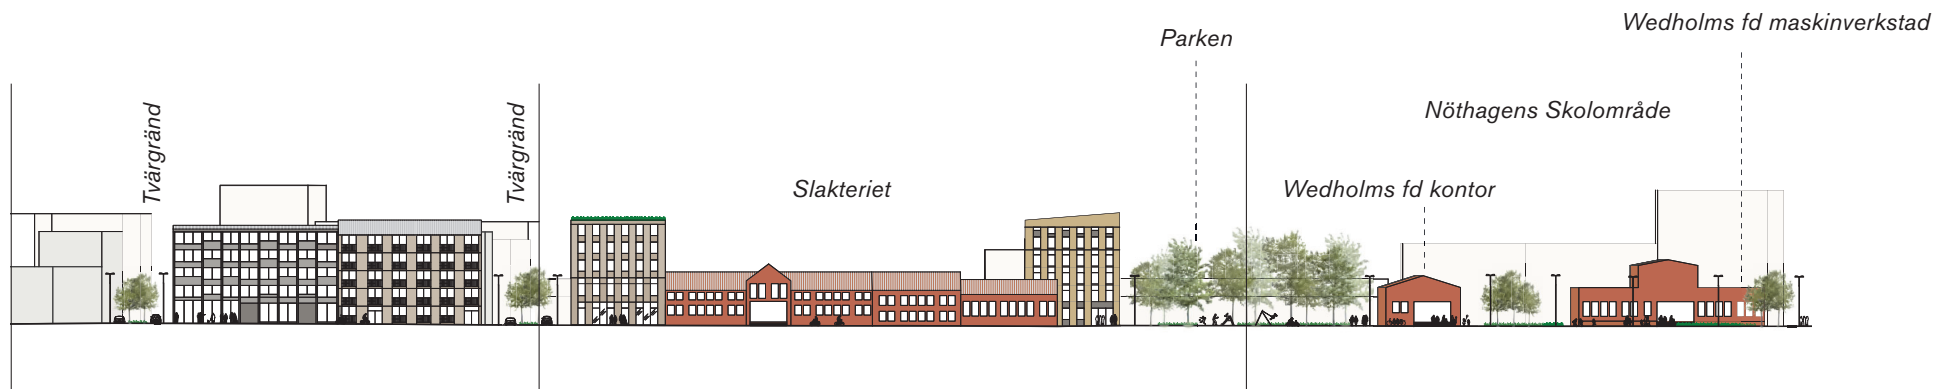 Tvärgränd
Tvärgränd
Slakteriet
Parken
Wedholms fd kontor
Nöthagens Skolområde
Wedholms fd maskinverkstad